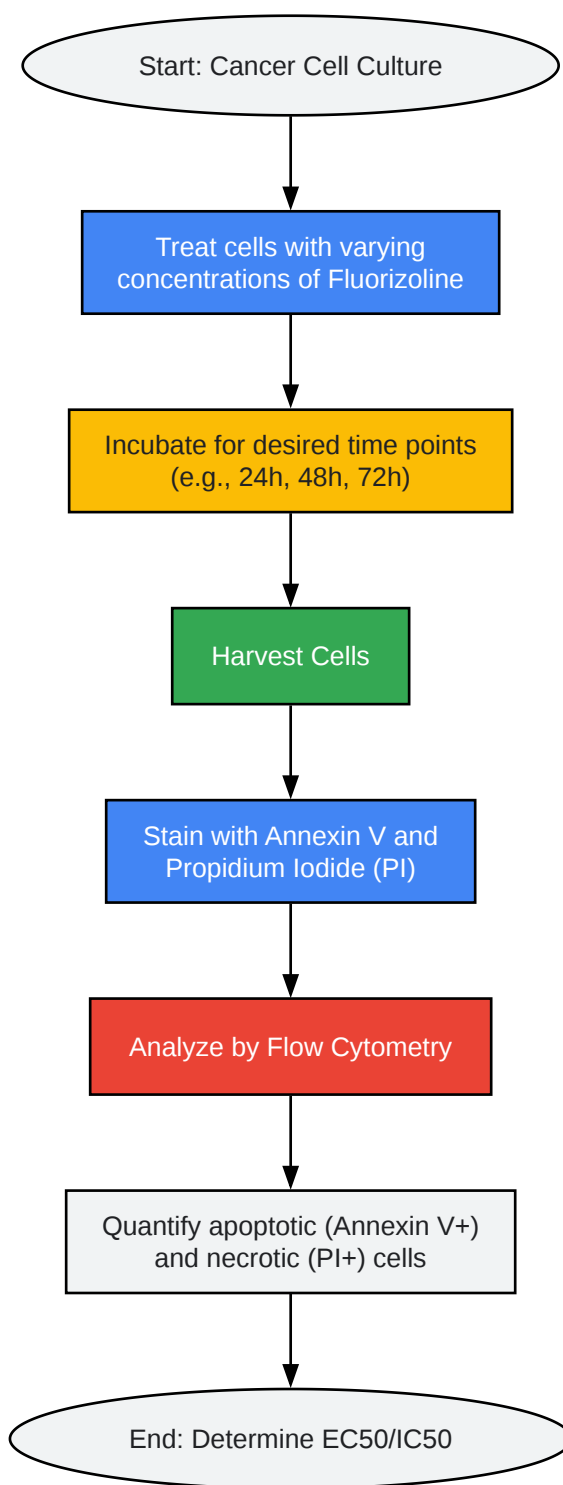 Start: Cancer Cell Culture
Treat cells with varying
concentrations of Fluorizoline
Incubate for desired time points
(e.g., 24h, 48h, 72h)
Harvest Cells
Stain with Annexin V and
Propidium Iodide (PI)
Analyze by Flow Cytometry
Quantify apoptotic (Annexin V+)
and necrotic (PI+) cells
End: Determine EC50/IC50